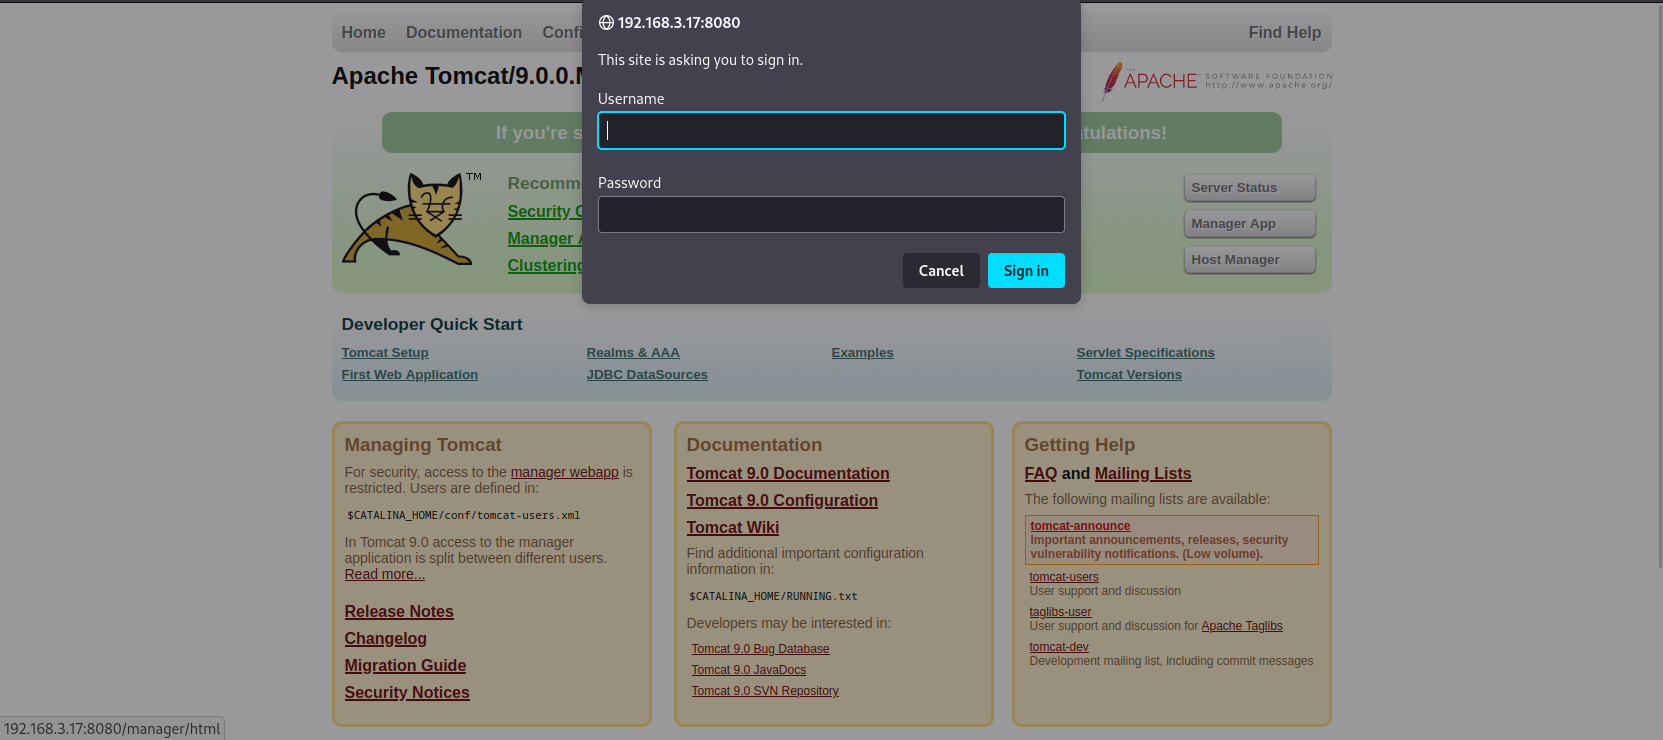 192.168.3.17:8080
This site is asking you to sign in.
Username
Password
Cancel
Sign in
Home Documentation Confi
Find Help
Apache Tomcat/9.0.0.M
THE
APACHE SOFTWARE FOUNDATION
http://www.apache.org/
If you're s
tulations!
TM
Recomm
Security C
Manager A
Clustering
Server Status
Manager App
Host Manager
Developer Quick Start
Tomcat Setup
First Web Application
Realms & AAA
JDBC DataSources
Examples
Servlet Specifications
Tomcat Versions
Managing Tomcat
For security, access to the manager webapp is
restricted. Users are defined in:
$CATALINA_HOME/conf/tomcat-users.xml
In Tomcat 9.0 access to the manager
application is split between different users.
Read more...
Release Notes
Changelog
Migration Guide
Security Notices
Documentation
Tomcat 9.0 Documentation
Tomcat 9.0 Configuration
Tomcat Wiki
Find additional important configuration
information in:
$CATALINA_HOME/RUNNING.txt
Developers may be interested in:
Tomcat 9.0 Bug Database
Tomcat 9.0 JavaDocs
Tomcat 9.0 SVN Repository
Getting Help
FAQ and Mailing Lists
The following mailing lists are available:
tomcat-announce
Important announcements, releases, security
vulnerability notifications. (Low volume).
tomcat-users
User support and discussion
taglibs-user
User support and discussion for Apache Taglibs
tomcat-dev
Development mailing list, including commit messages
192.168.3.17:8080/manager/html